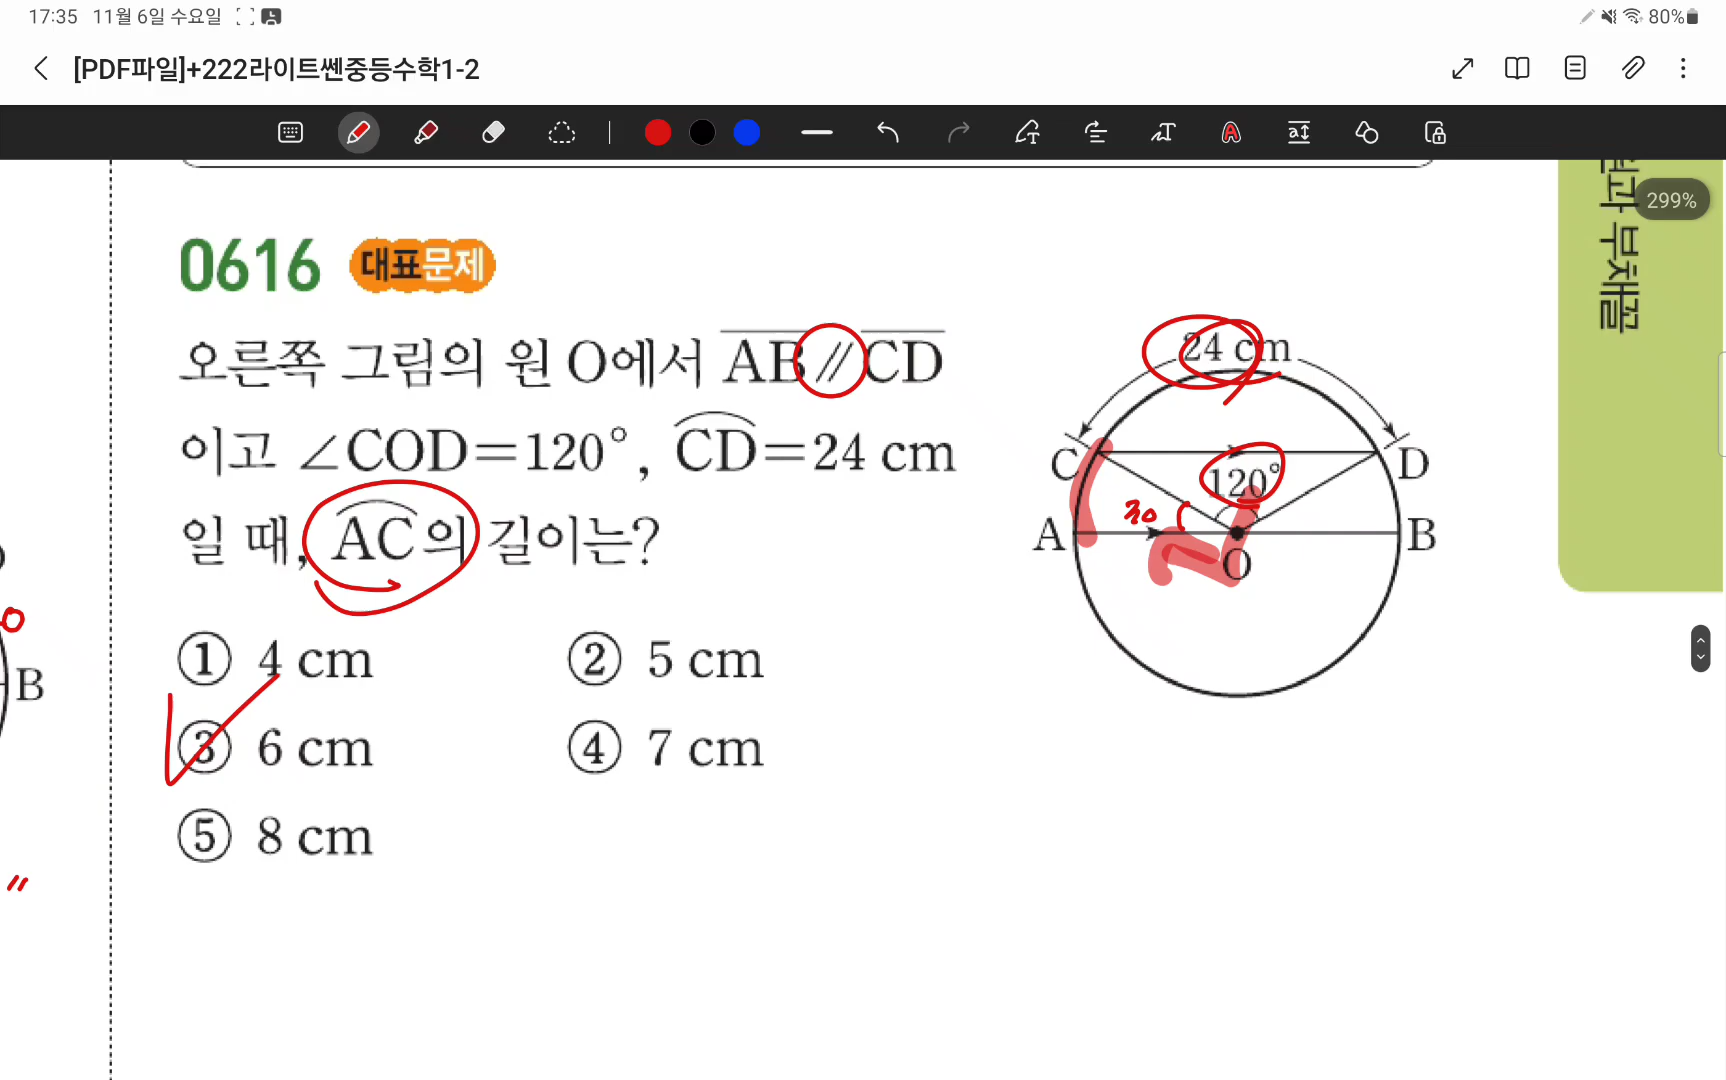 17:35 11월 6일 수요일
80%
[PDF파일]+222라이트쎈중등수학1-2
299%
0616 대표문제
오른쪽 그림의 원 O에서 AB∥CD
이고 ∠COD=120°, CD=24 cm
일 때, AC의 길이는?
① 4 cm ② 5 cm
③ 6 cm ④ 7 cm
⑤ 8 cm
24 cm
C
D
120°
30
A
B
O
B
부채꼴